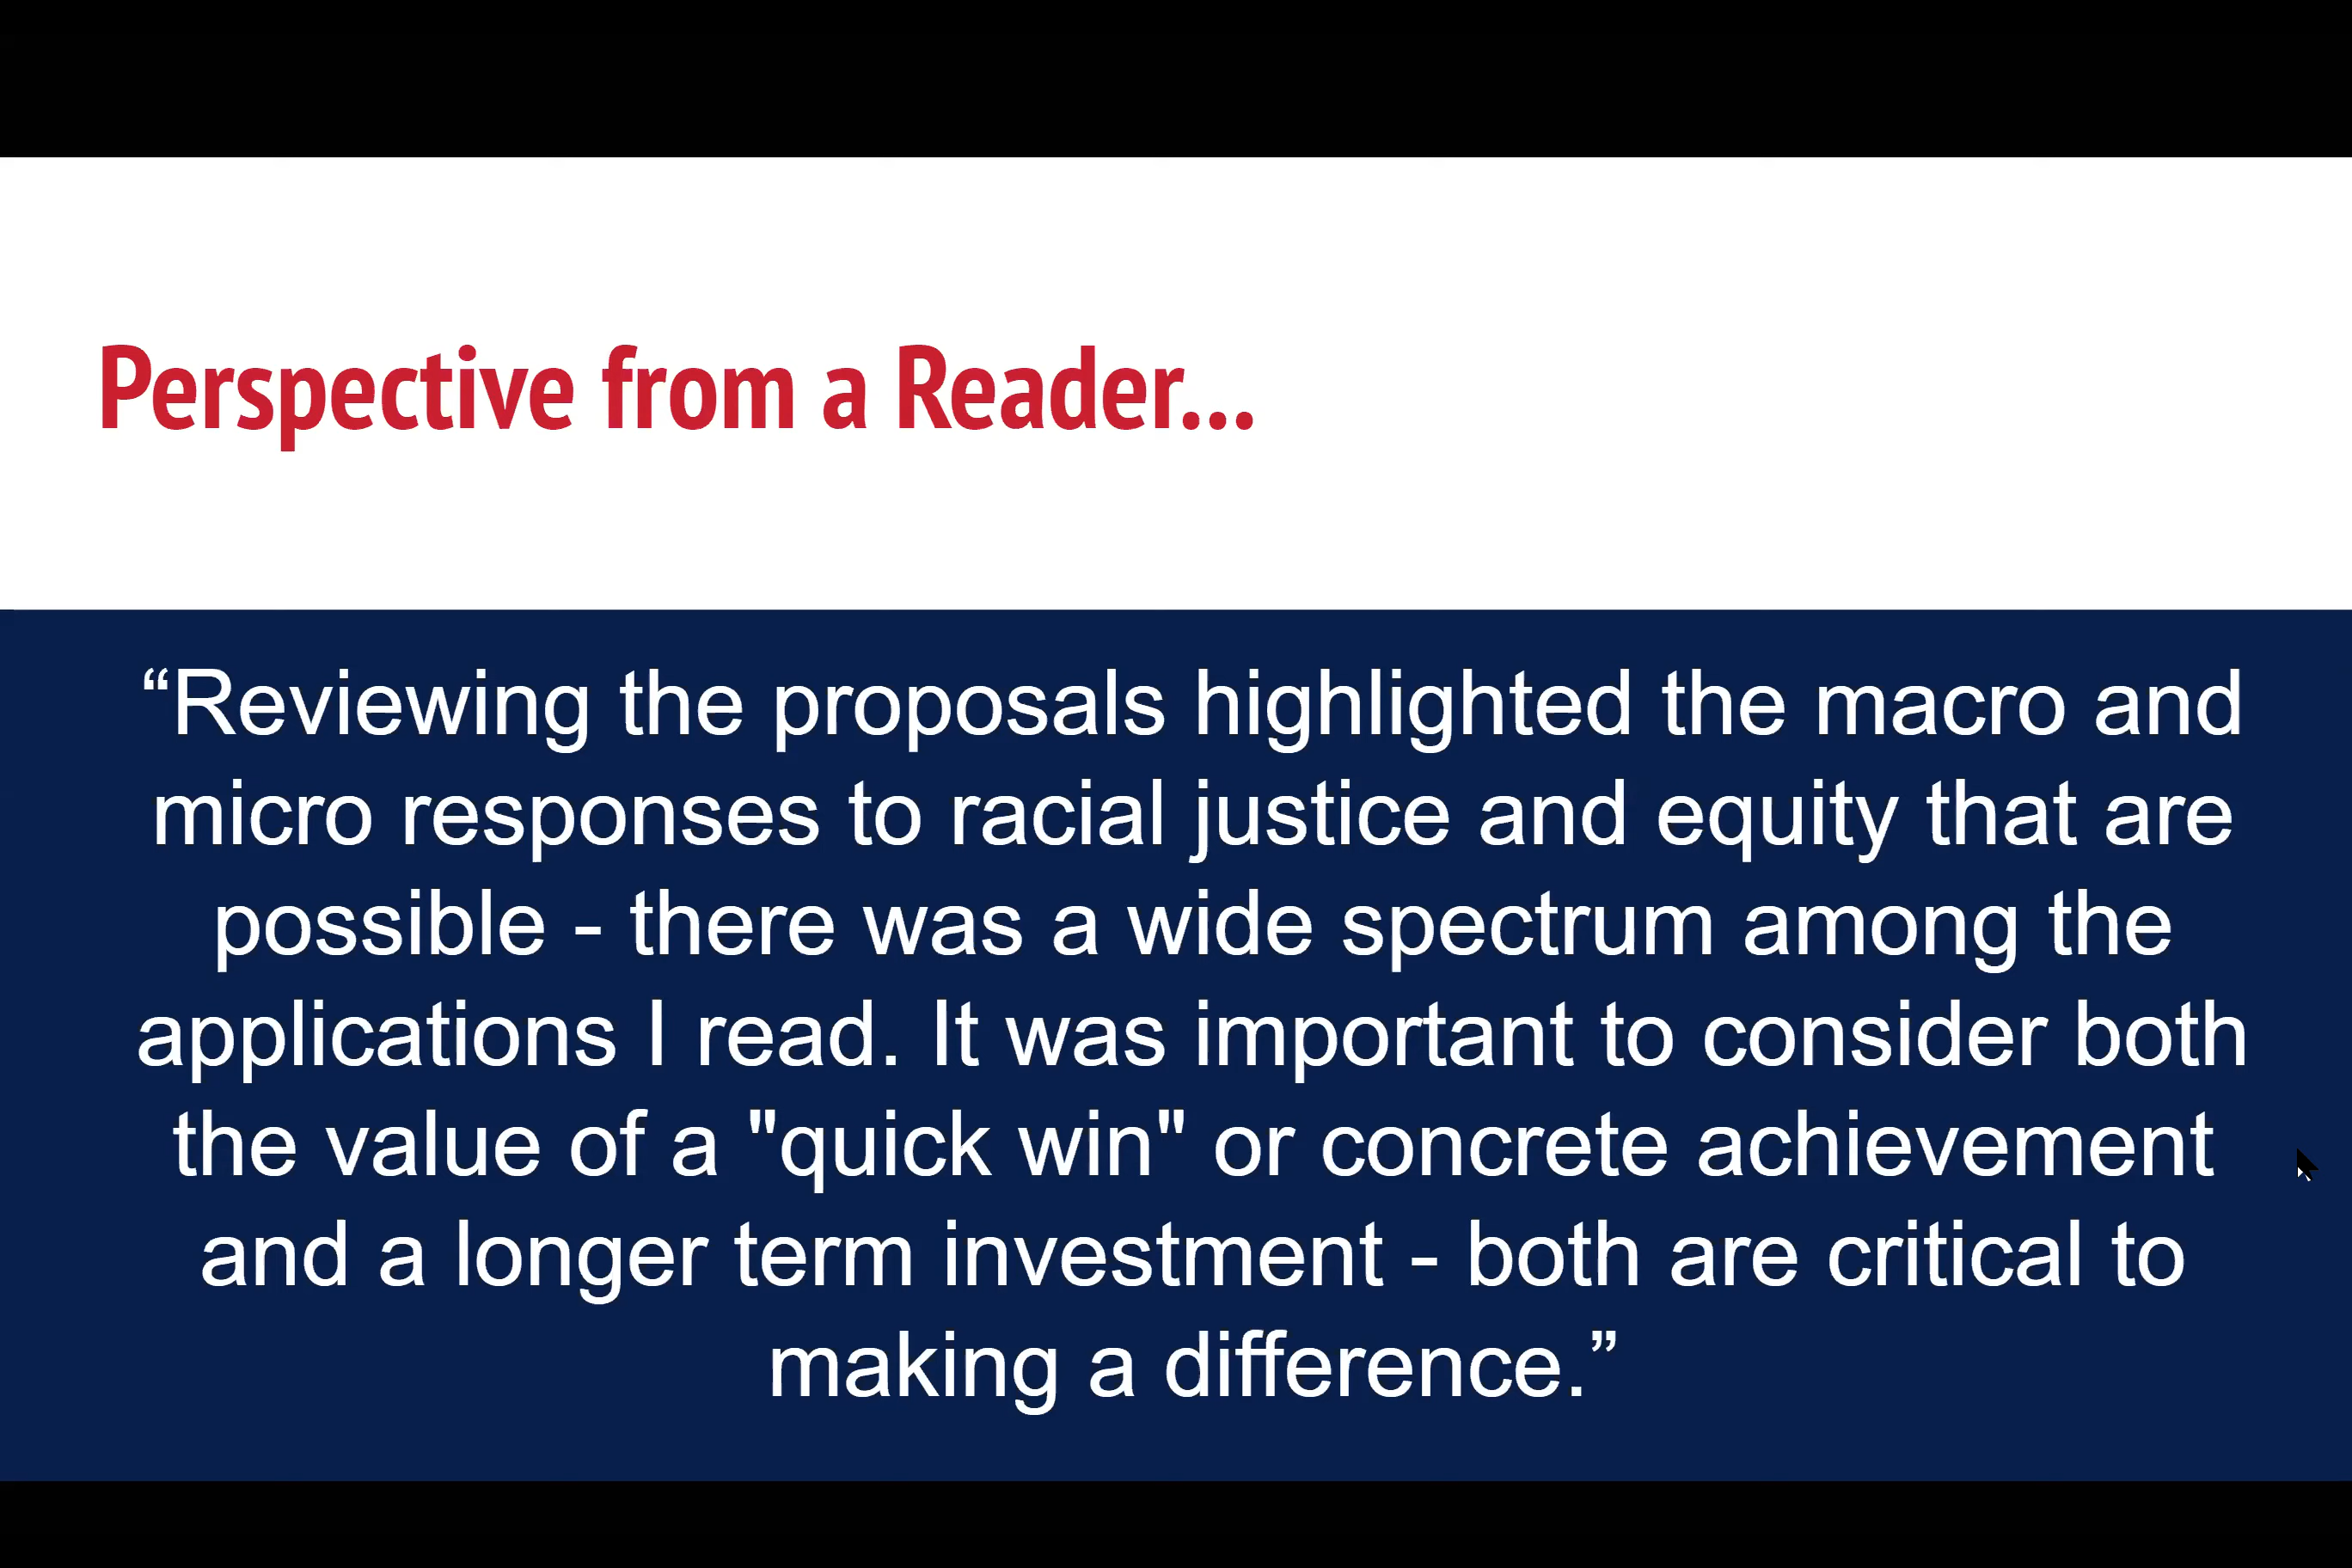 Perspective from a Reader...
“Reviewing the proposals highlighted the macro and
micro responses to racial justice and equity that are
possible - there was a wide spectrum among the
applications I read. It was important to consider both
the value of a "quick win" or concrete achievement
and a longer term investment - both are critical to
making a difference.”